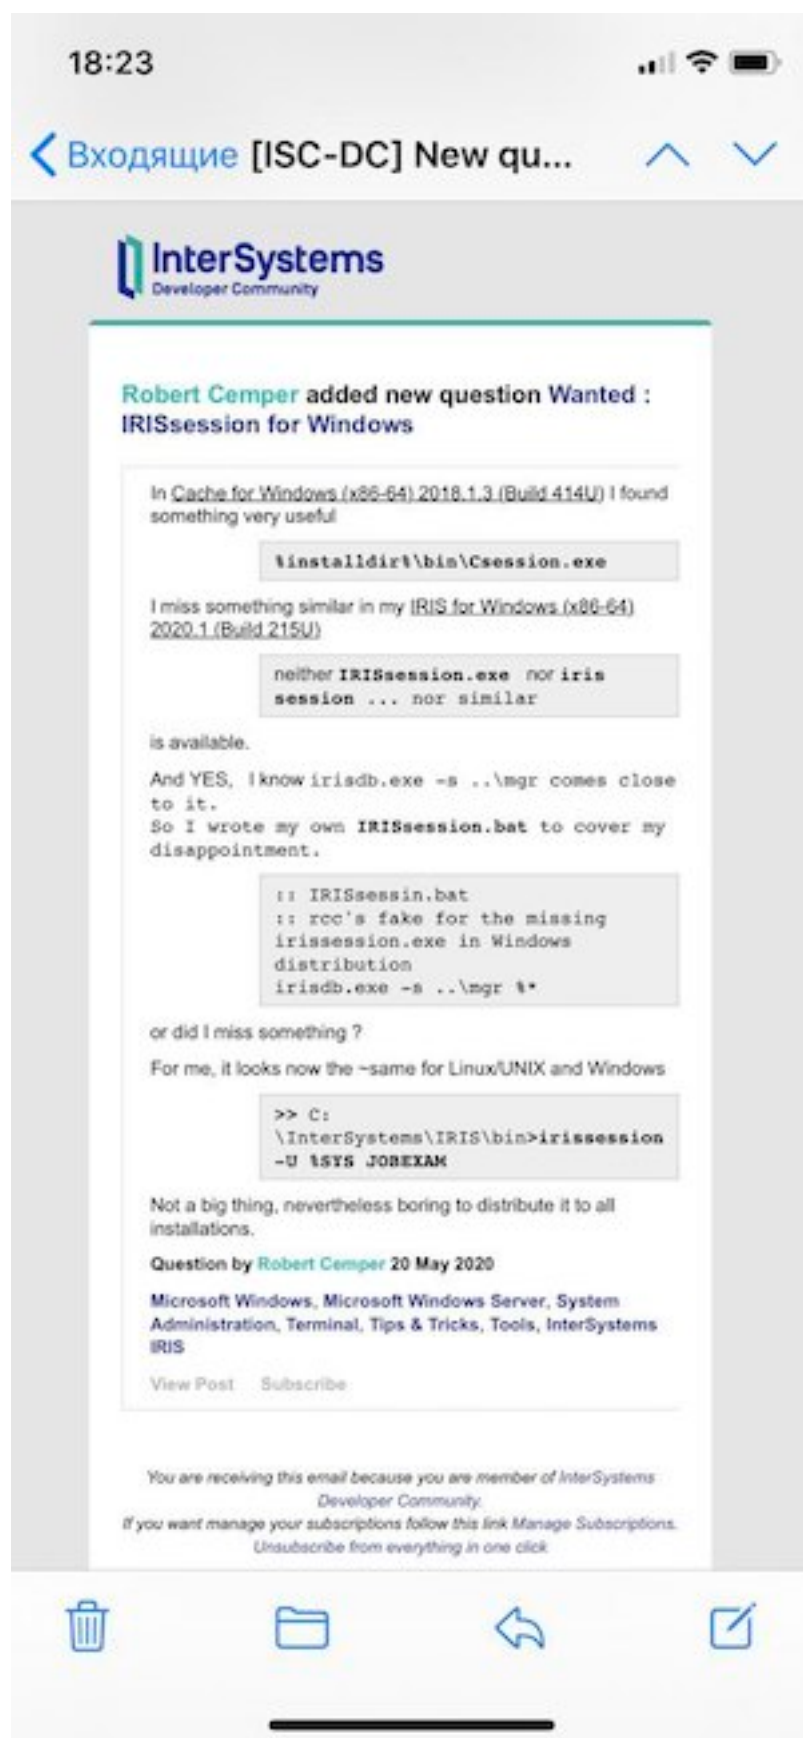 18:23
Входящие [ISC-DC] New qu...
InterSystems
Developer Community
Robert Cemper added new question Wanted :
IRISsession for Windows
In Cache for Windows (x86-64) 2018.1.3 (Build 414U) I found
something very useful
%installdir%\bin\Csession.exe
I miss something similar in my IRIS for Windows (x86-64)
2020.1 (Build 215U)
neither IRISsession.exe nor iris
session ... nor similar
is available.
And YES, I know irisdb.exe -s ..\mgr comes close
to it.
So I wrote my own IRISsession.bat to cover my
disappointment.
:: IRISsessin.bat
:: rcc's fake for the missing
irissession.exe in Windows
distribution
irisdb.exe -s ..\mgr %*
or did I miss something ?
For me, it looks now the ~same for Linux/UNIX and Windows
>> C:
\InterSystems\IRIS\bin>irissession
-U %SYS JOBEXAM
Not a big thing, nevertheless boring to distribute it to all
installations.
Question by Robert Cemper 20 May 2020
Microsoft Windows, Microsoft Windows Server, System
Administration, Terminal, Tips & Tricks, Tools, InterSystems
IRIS
View Post Subscribe
You are receiving this email because you are member of InterSystems
Developer Community.
If you want manage your subscriptions follow this link Manage Subscriptions.
Unsubscribe from everything in one click